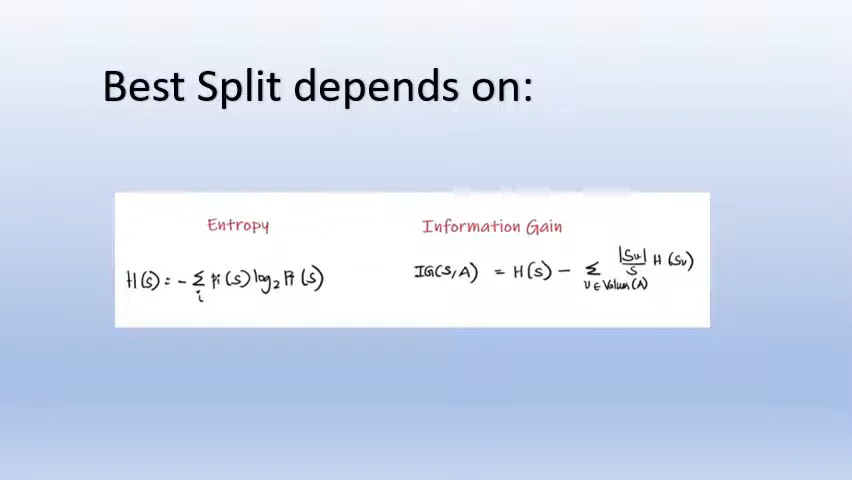 Best Split depends on:
Entropy
H(S) = - Σ Pi(S) log₂ Pi(S)
i
Information Gain
IG(S,A) = H(S) - Σ |Sv|/S H(Sv)
v ∈ Values(A)